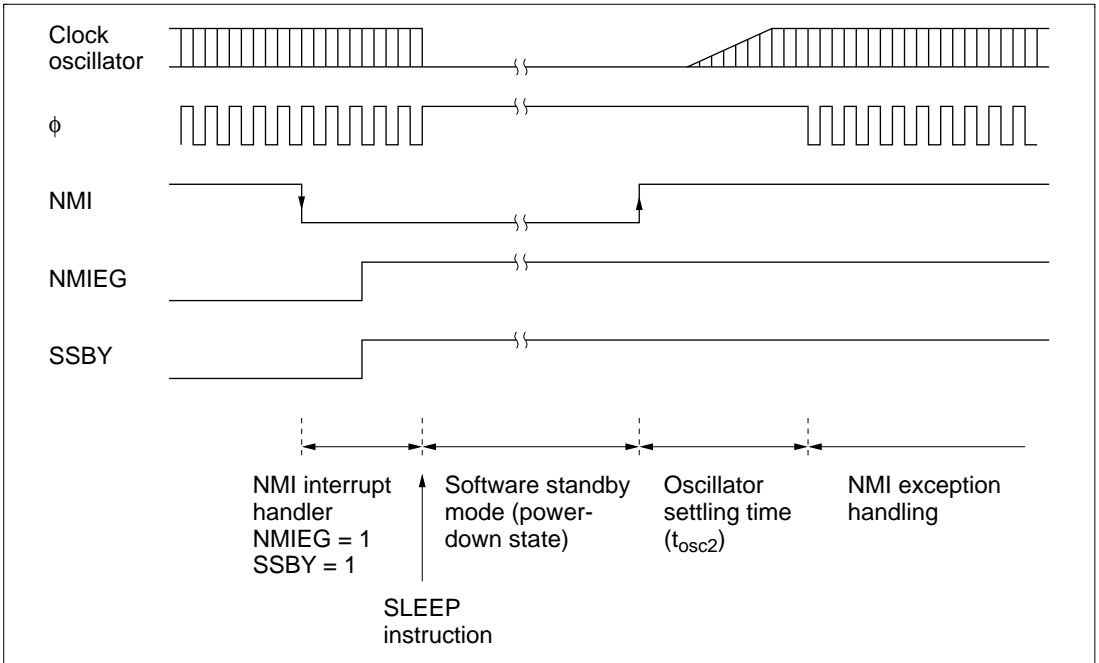 Clock
oscillator
φ
NMI
NMIEG
SSBY
NMI interrupt
handler
NMIEG = 1
SSBY = 1
Software standby
mode (power-
down state)
Oscillator
settling time
(tosc2)
NMI exception
handling
SLEEP
instruction